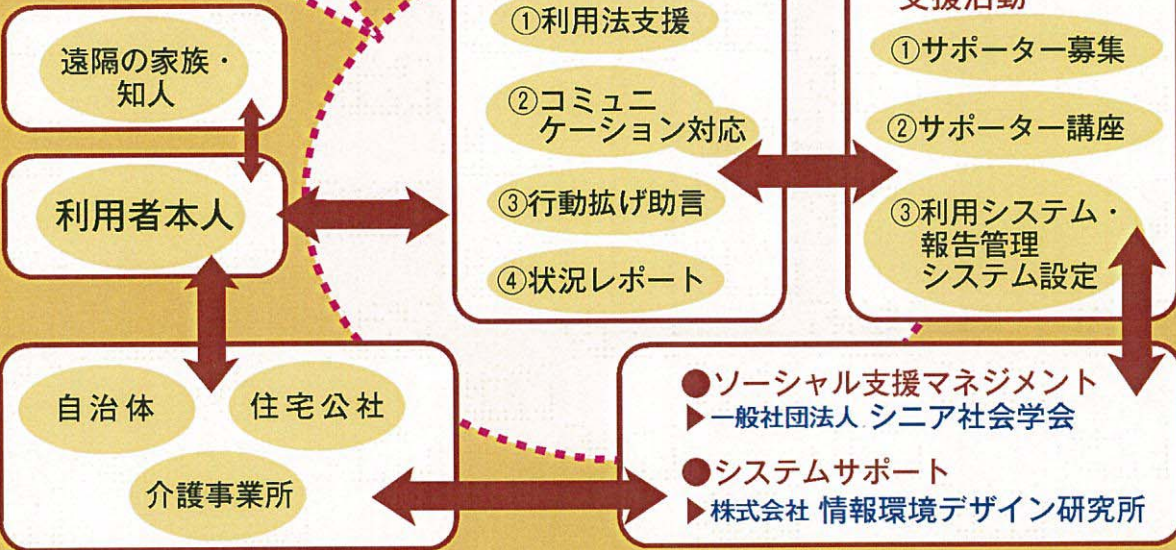 遠隔の家族・
知人
利用者本人
①利用法支援
②コミュニ
ケーション対応
③行動拡げ助言
④状況レポート
支援活動
①サポーター募集
②サポーター講座
③利用システム・
報告管理
システム設定
自治体
住宅公社
介護事業所
●ソーシャル支援マネジメント
▶一般社団法人 シニア社会学会
●システムサポート
▶株式会社 情報環境デザイン研究所